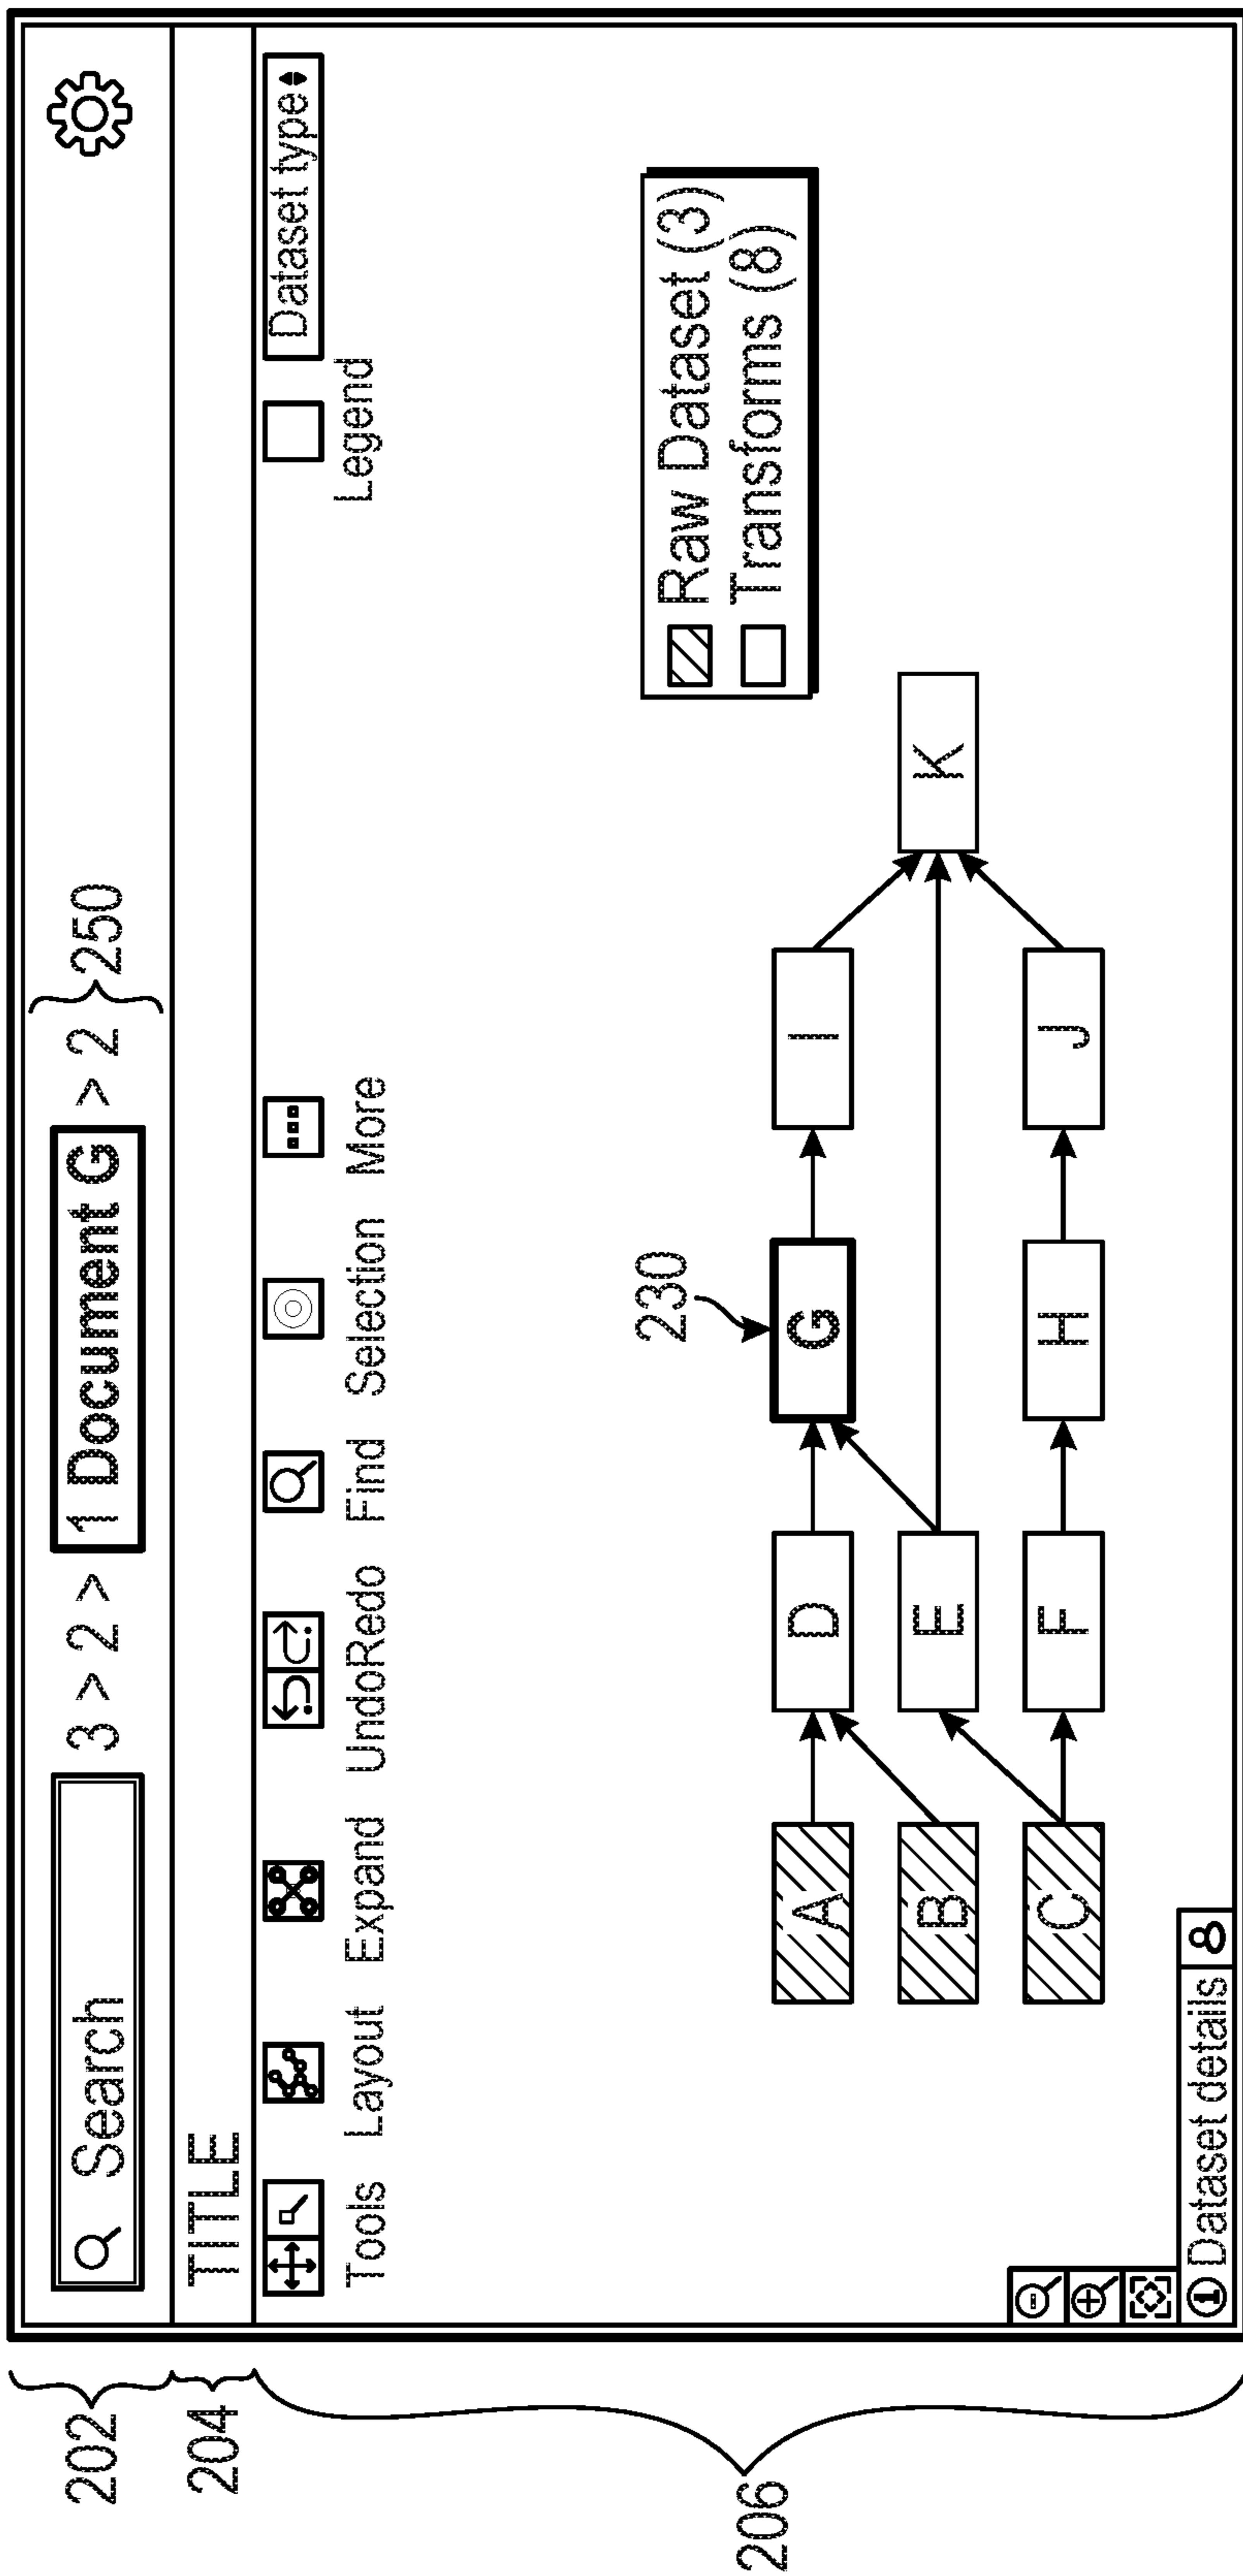 202
Search
3 > 2 >
1 Document G
> 2
250
204
TITLE
206
Tools
Layout
Expand
UndoRedo
Find
Selection
More
Legend
Dataset type
Raw Dataset (3)
Transforms (8)
230
A
D
G
I
B
E
K
C
F
H
J
Dataset details